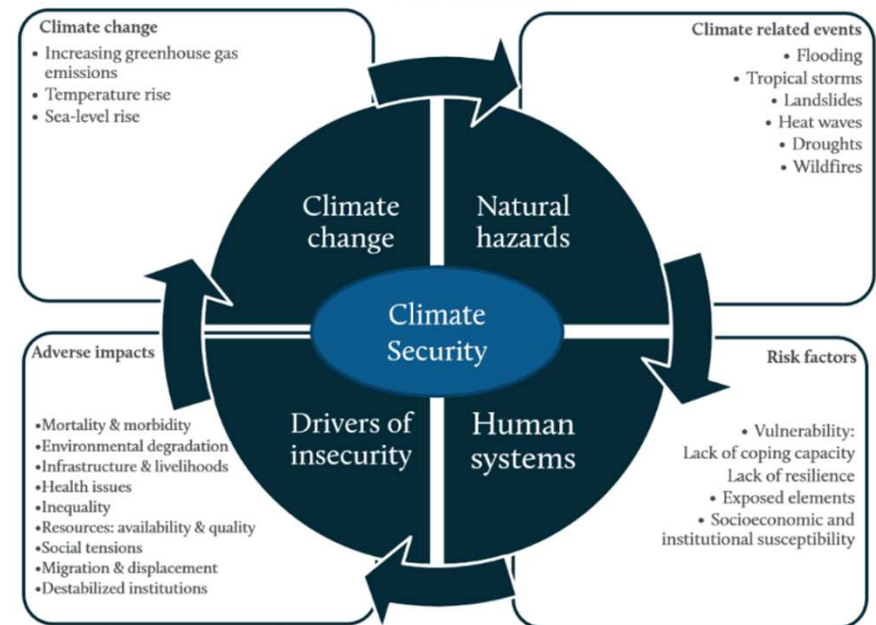 Climate change
• Increasing greenhouse gas
emissions
• Temperature rise
• Sea-level rise
Climate related events
• Flooding
• Tropical storms
• Landslides
• Heat waves
• Droughts
• Wildfires
Climate
change
Natural
hazards
Climate
Security
Drivers of
insecurity
Human
systems
Adverse impacts
•Mortality & morbidity
•Environmental degradation
•Infrastructure & livelihoods
•Health issues
•Inequality
•Resources: availability & quality
•Social tensions
•Migration & displacement
•Destabilized institutions
Risk factors
• Vulnerability:
Lack of coping capacity
Lack of resilience
• Exposed elements
• Socioeconomic and
institutional susceptibility